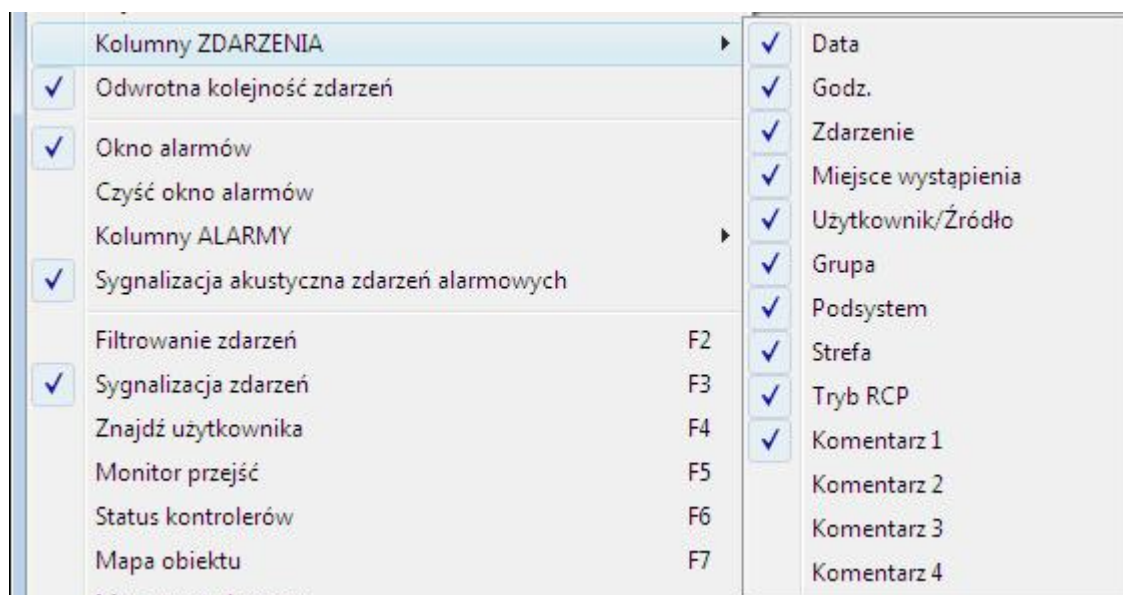 Kolumny ZDARZENIA
Odwrotna kolejność zdarzeń
Okno alarmów
Czyść okno alarmów
Kolumny ALARMY
Sygnalizacja akustyczna zdarzeń alarmowych
Filtrowanie zdarzeń F2
Sygnalizacja zdarzeń F3
Znajdź użytkownika F4
Monitor przejść F5
Status kontrolerów F6
Mapa obiektu F7
Data
Godz.
Zdarzenie
Miejsce wystąpienia
Użytkownik/Źródło
Grupa
Podsystem
Strefa
Tryb RCP
Komentarz 1
Komentarz 2
Komentarz 3
Komentarz 4